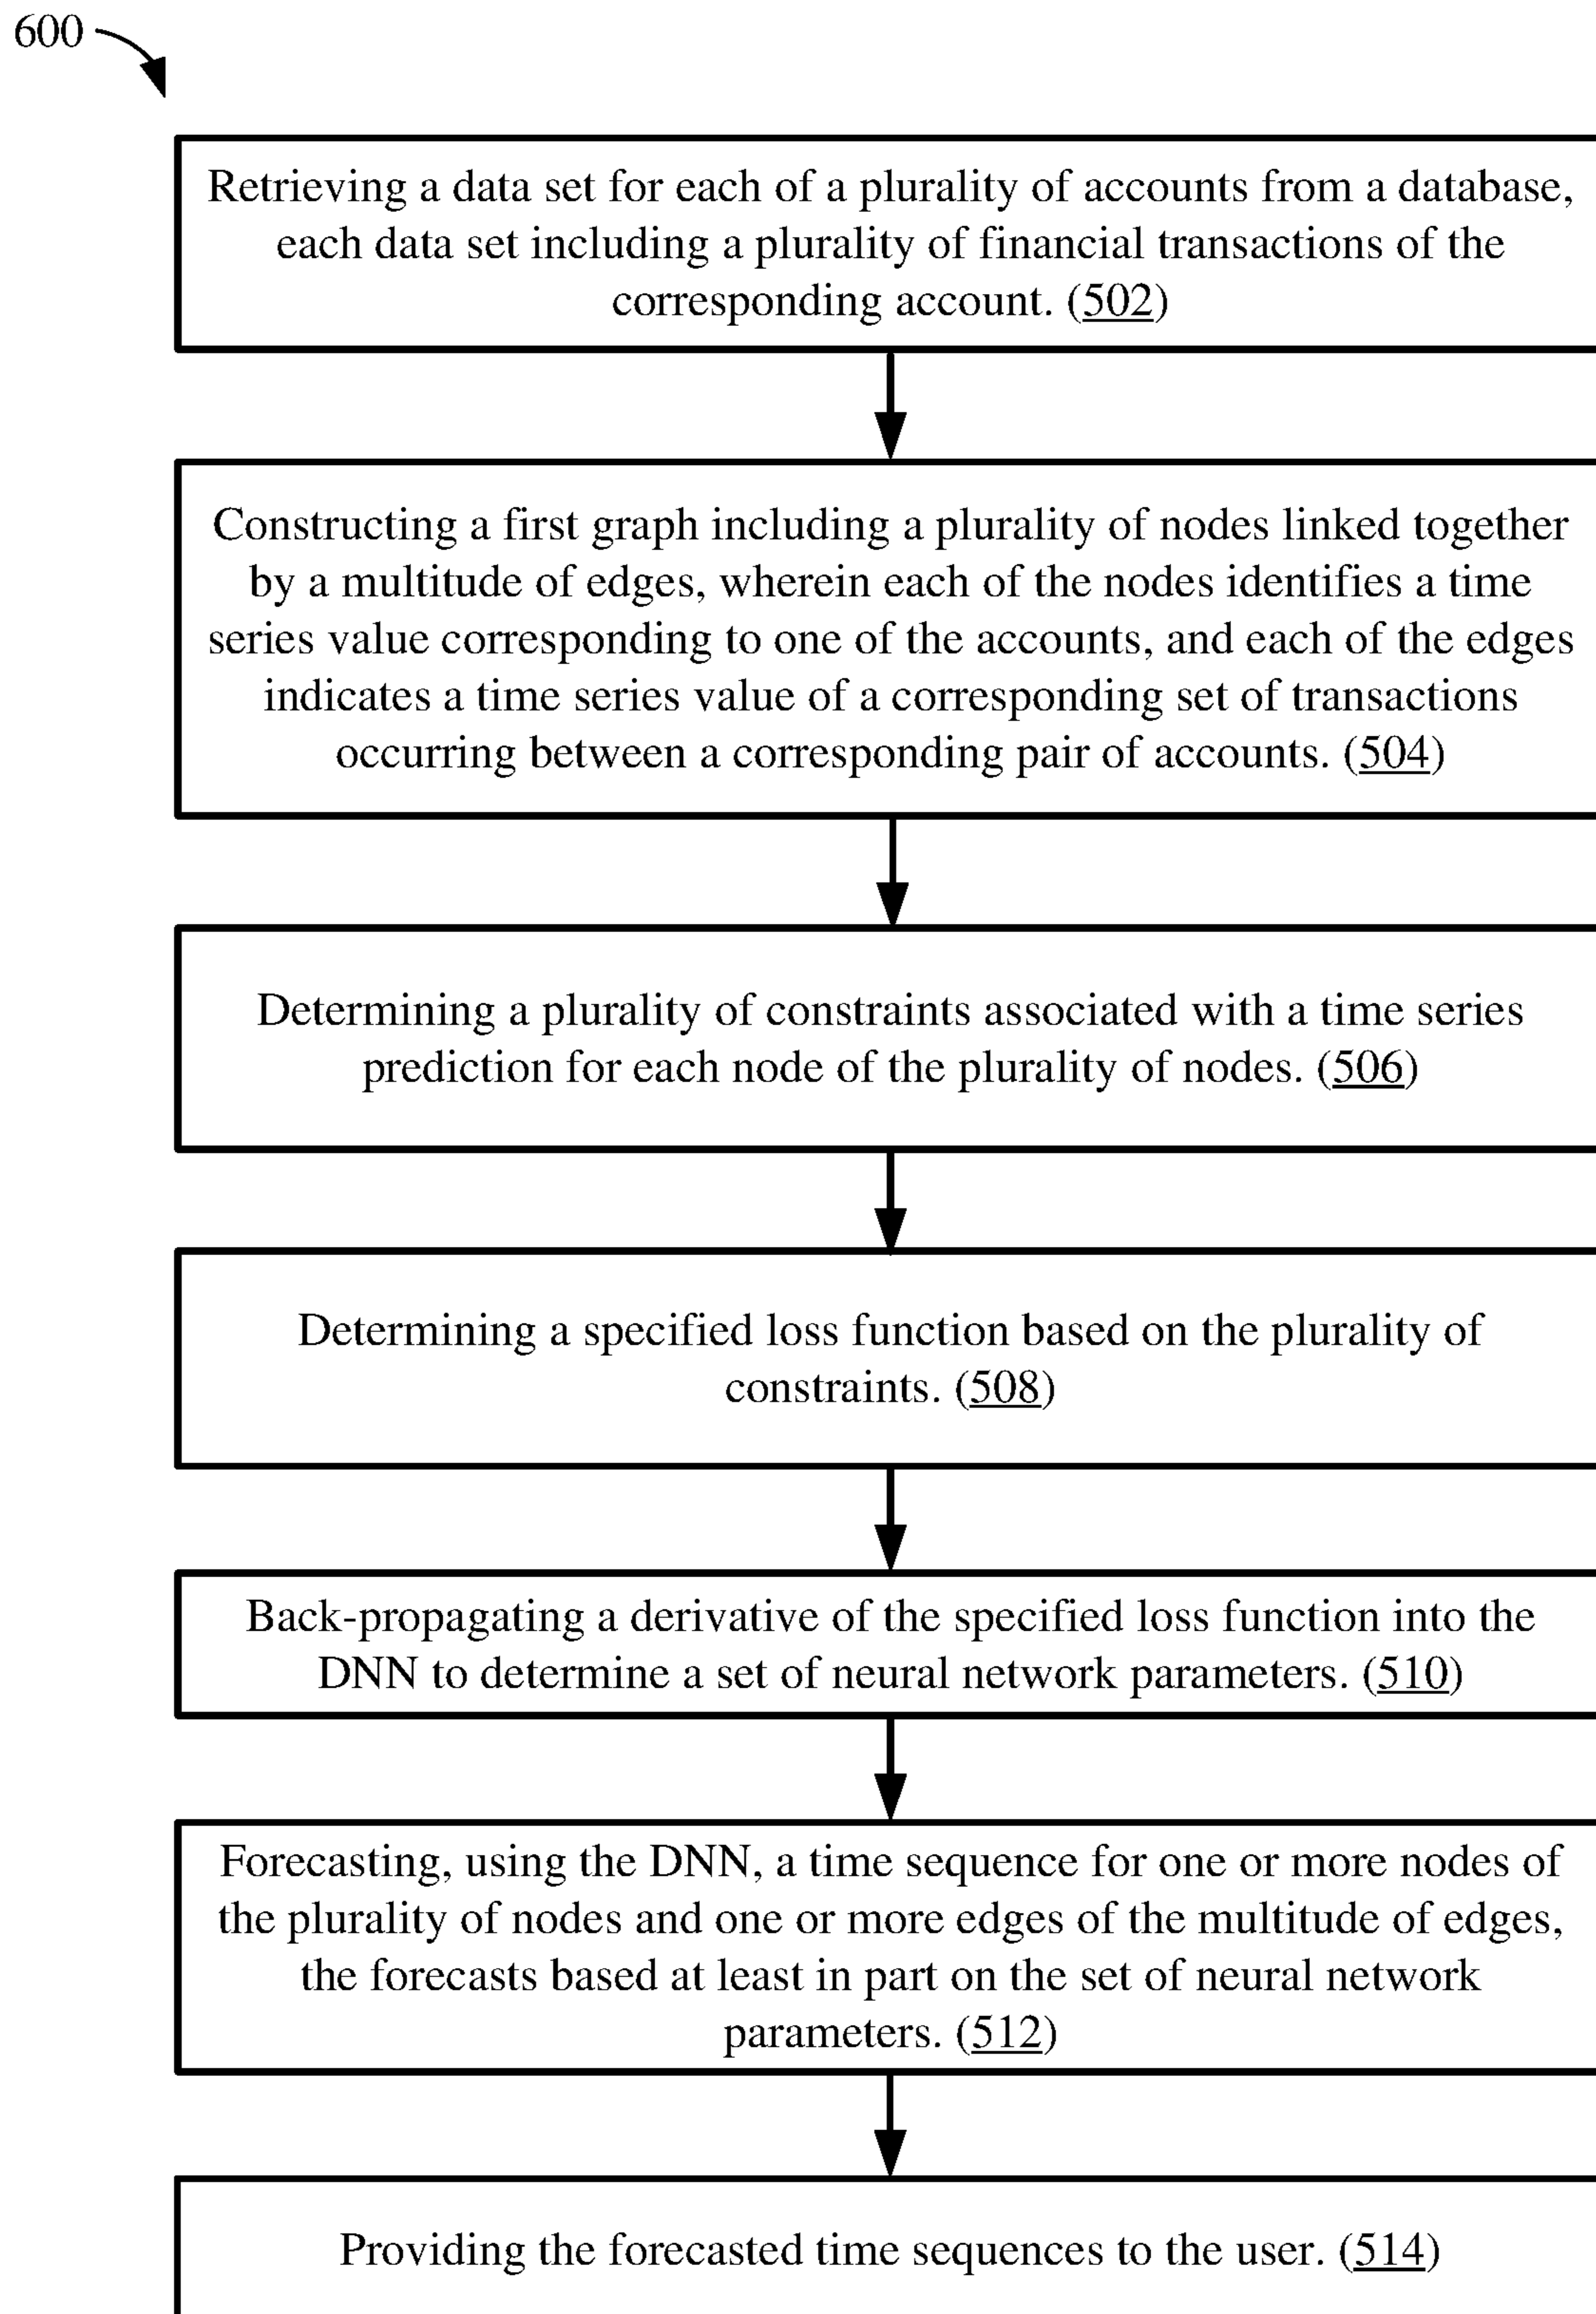 600
Retrieving a data set for each of a plurality of accounts from a database,
each data set including a plurality of financial transactions of the
corresponding account. (502)
Constructing a first graph including a plurality of nodes linked together
by a multitude of edges, wherein each of the nodes identifies a time
series value corresponding to one of the accounts, and each of the edges
indicates a time series value of a corresponding set of transactions
occurring between a corresponding pair of accounts. (504)
Determining a plurality of constraints associated with a time series
prediction for each node of the plurality of nodes. (506)
Determining a specified loss function based on the plurality of
constraints. (508)
Back-propagating a derivative of the specified loss function into the
DNN to determine a set of neural network parameters. (510)
Forecasting, using the DNN, a time sequence for one or more nodes of
the plurality of nodes and one or more edges of the multitude of edges,
the forecasts based at least in part on the set of neural network
parameters. (512)
Providing the forecasted time sequences to the user. (514)